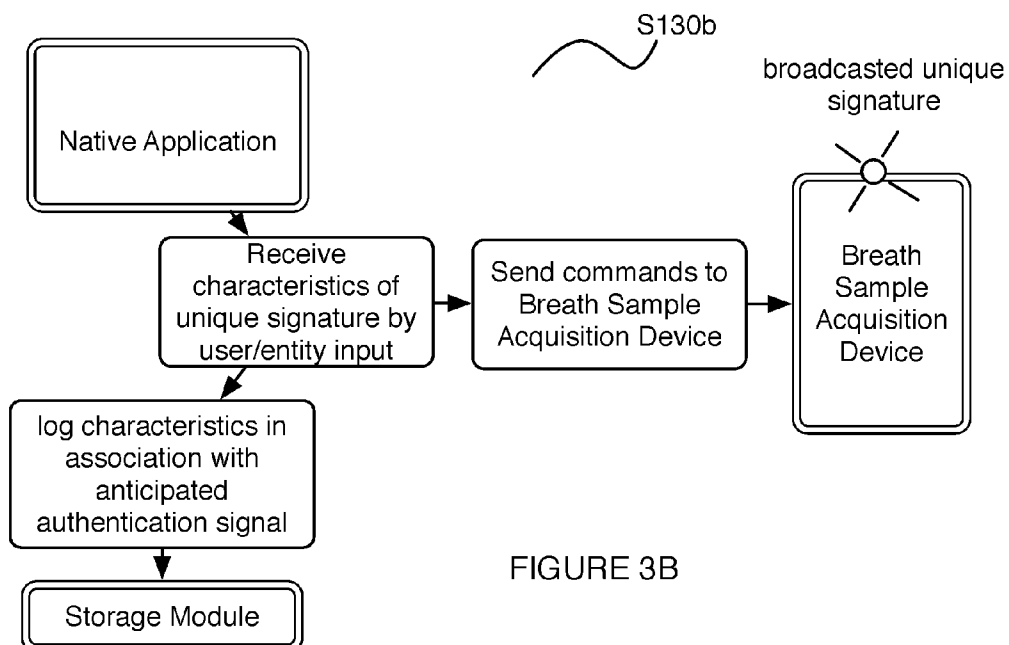 S130b
broadcasted unique
signature
Native Application
Receive
characteristics of
unique signature by
user/entity input
Send commands to
Breath Sample
Acquisition Device
Breath
Sample
Acquisition
Device
log characteristics in
association with
anticipated
authentication signal
FIGURE 3B
Storage Module